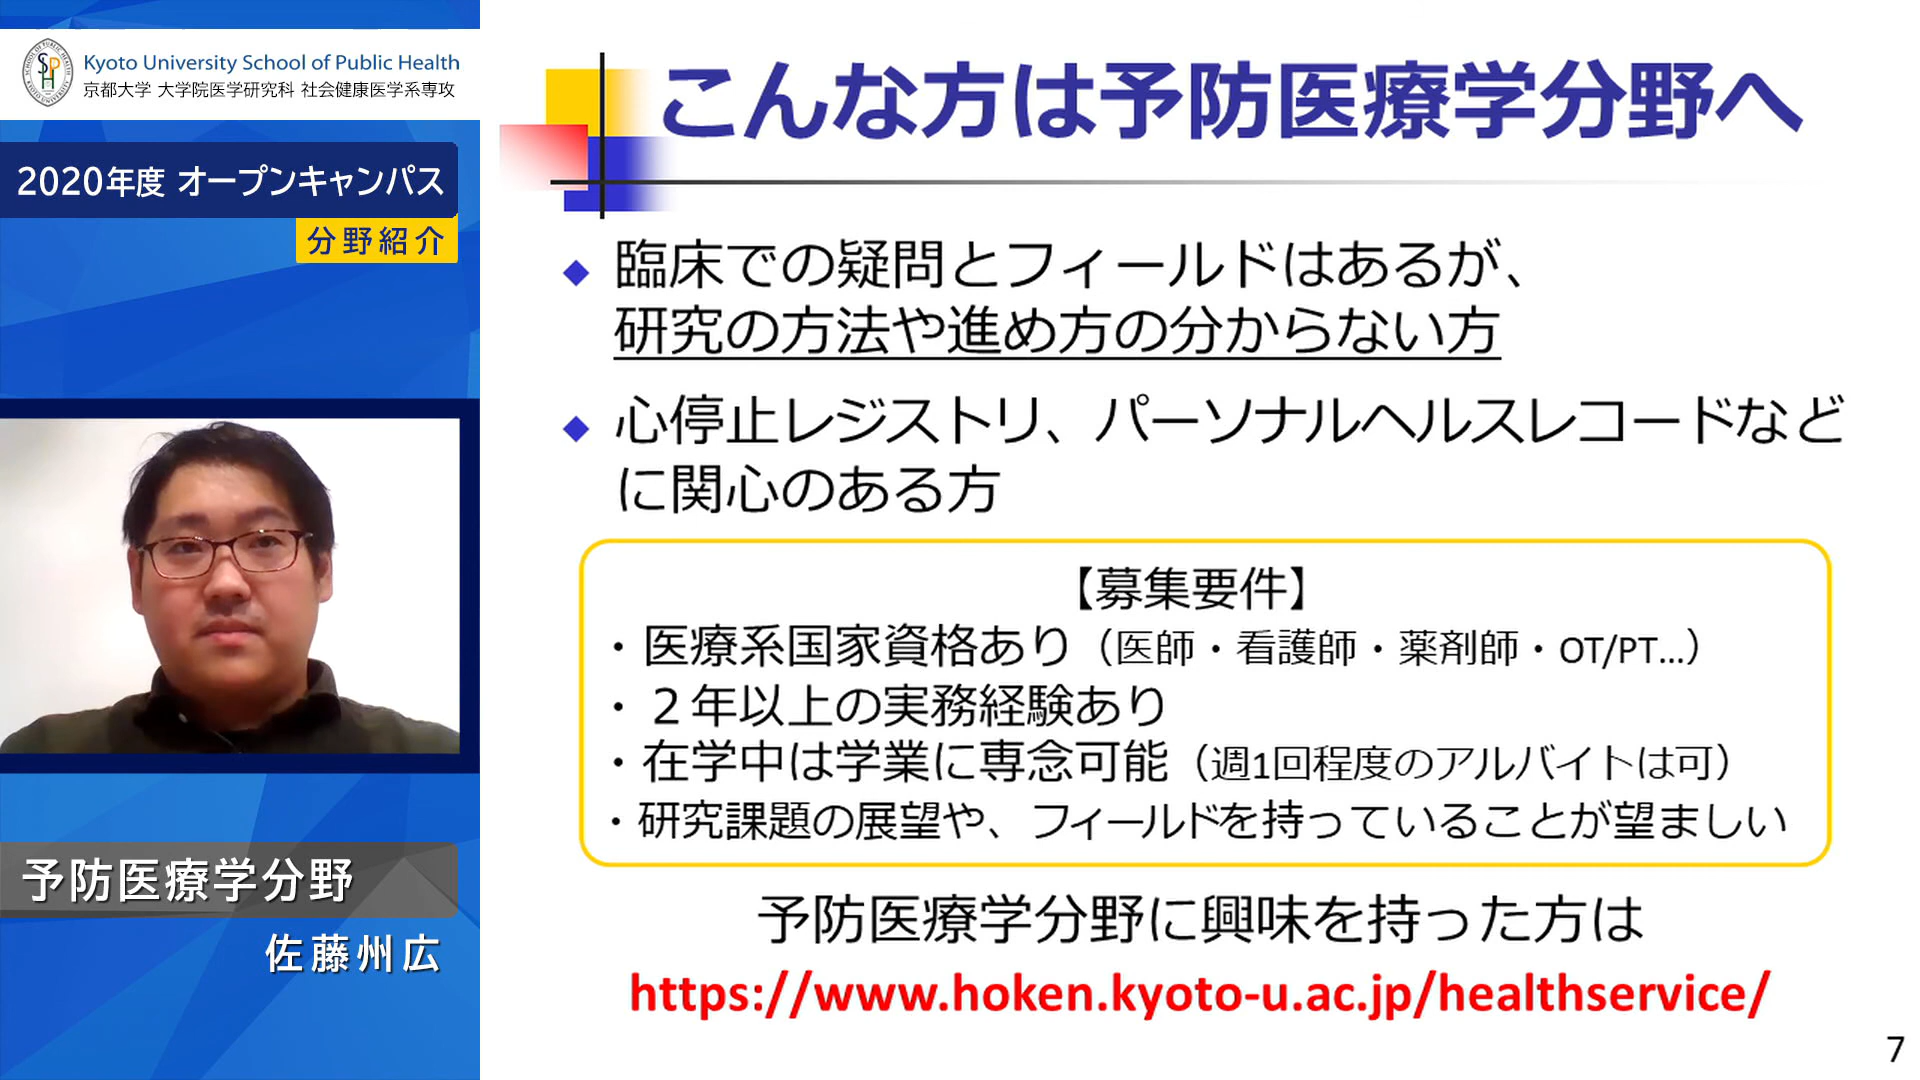 Kyoto University School of Public Health
京都大学 大学院医学研究科 社会健康医学系専攻
2020年度 オープンキャンパス
分野紹介
予防医療学分野
佐藤州広
こんな方は予防医療学分野へ
臨床での疑問とフィールドはあるが、
研究の方法や進め方の分からない方
心停止レジストリ、パーソナルヘルスレコードなど
に関心のある方
【募集要件】
・医療系国家資格あり（医師・看護師・薬剤師・OT/PT...）
・２年以上の実務経験あり
・在学中は学業に専念可能（週1回程度のアルバイトは可）
・研究課題の展望や、フィールドを持っていることが望ましい
予防医療学分野に興味を持った方は
https://www.hoken.kyoto-u.ac.jp/healthservice/
7